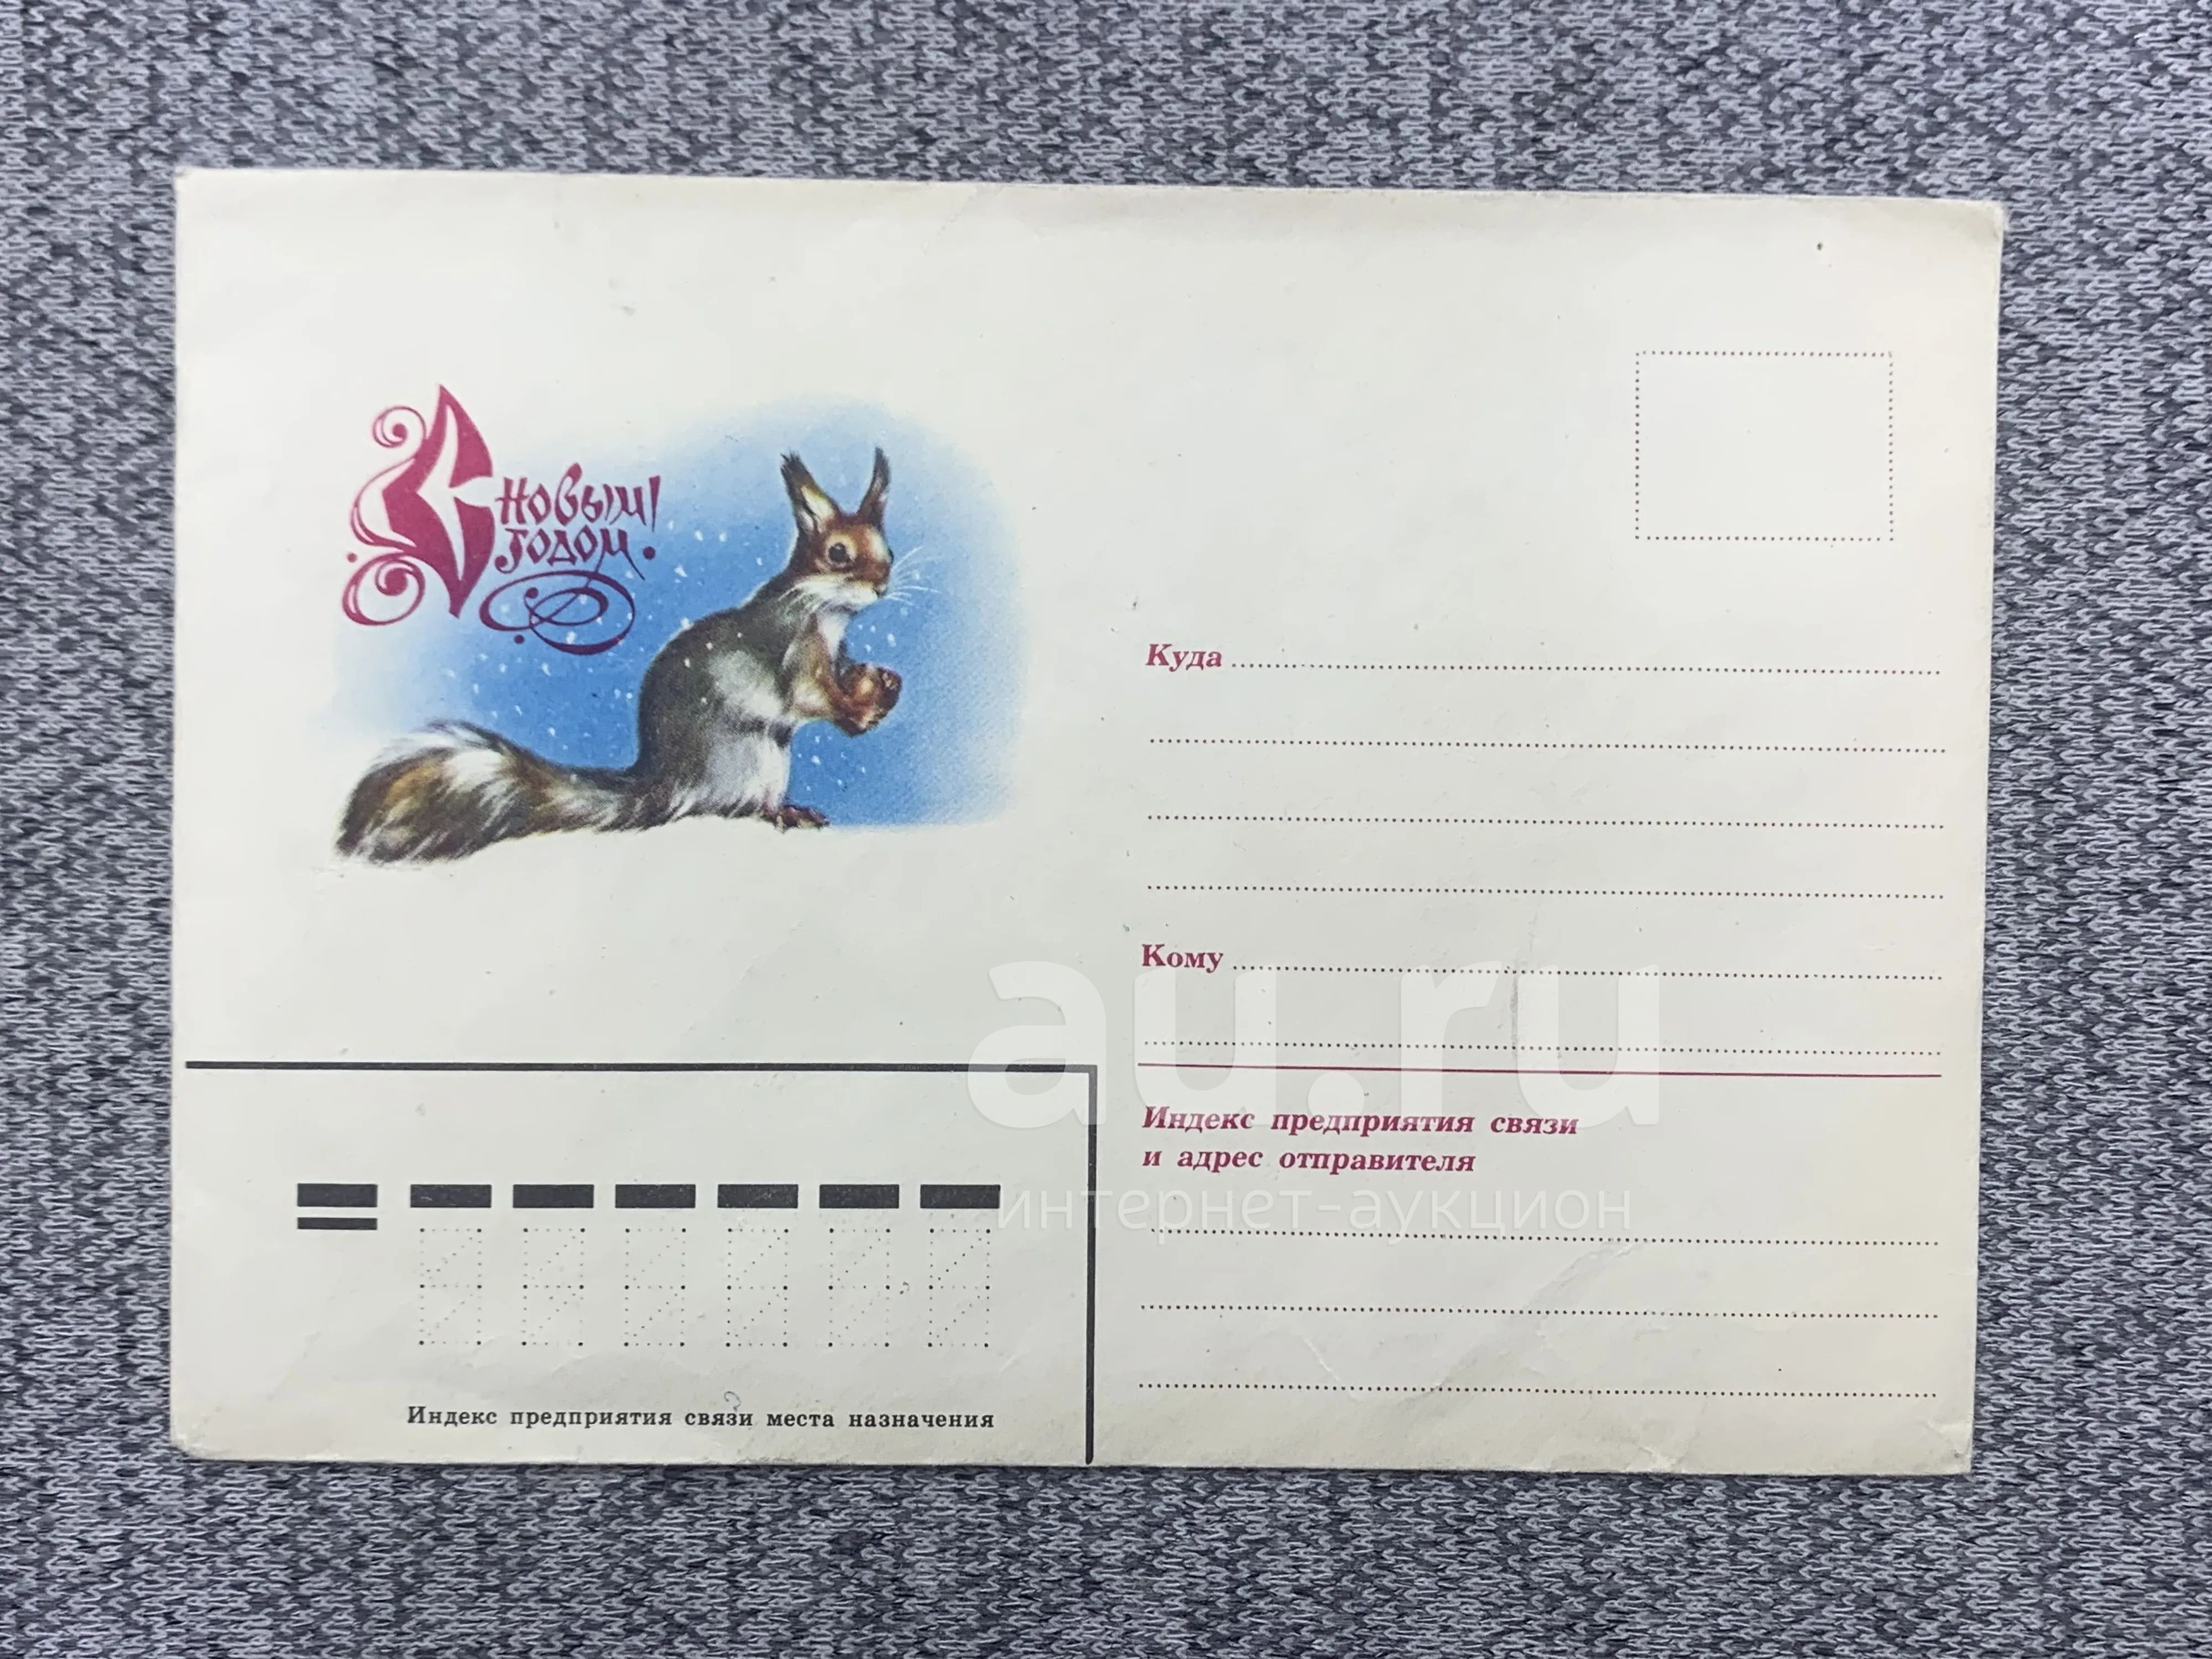 С Новым
годом!
Куда
Кому
Индекс предприятия связи
и адрес отправителя
Индекс предприятия связи места назначения
au.ru
интернет-аукцион